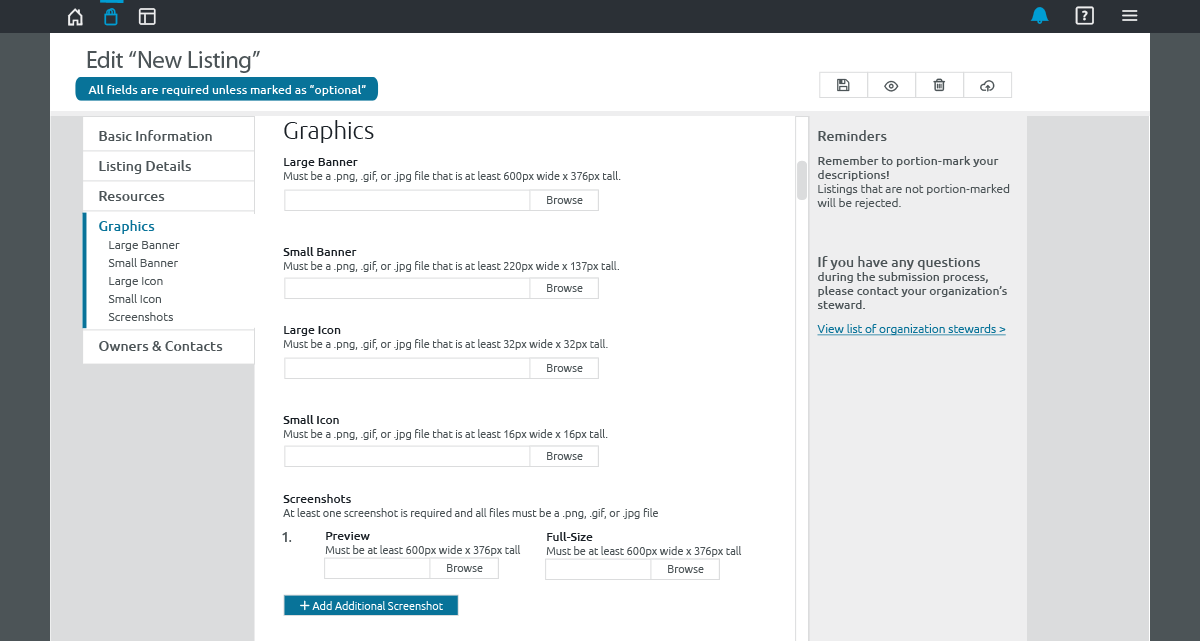 ?
Edit “New Listing”
All fields are required unless marked as “optional”
Basic Information
Listing Details
Resources
Graphics
Large Banner
Small Banner
Large Icon
Small Icon
Screenshots
Owners & Contacts
Graphics
Large Banner
Must be a .png, .gif, or .jpg file that is at least 600px wide x 376px tall.
Browse
Small Banner
Must be a .png, .gif, or .jpg file that is at least 220px wide x 137px tall.
Browse
Large Icon
Must be a .png, .gif, or .jpg file that is at least 32px wide x 32px tall.
Browse
Small Icon
Must be a .png, .gif, or .jpg file that is at least 16px wide x 16px tall.
Browse
Screenshots
At least one screenshot is required and all files must be a .png, .gif, or .jpg file
1.
Preview
Must be at least 600px wide x 376px tall
Browse
Full-Size
Must be at least 600px wide x 376px tall
Browse
+ Add Additional Screenshot
Reminders
Remember to portion-mark your
descriptions!
Listings that are not portion-marked
will be rejected.
If you have any questions
during the submission process,
please contact your organization’s
steward.
View list of organization stewards >